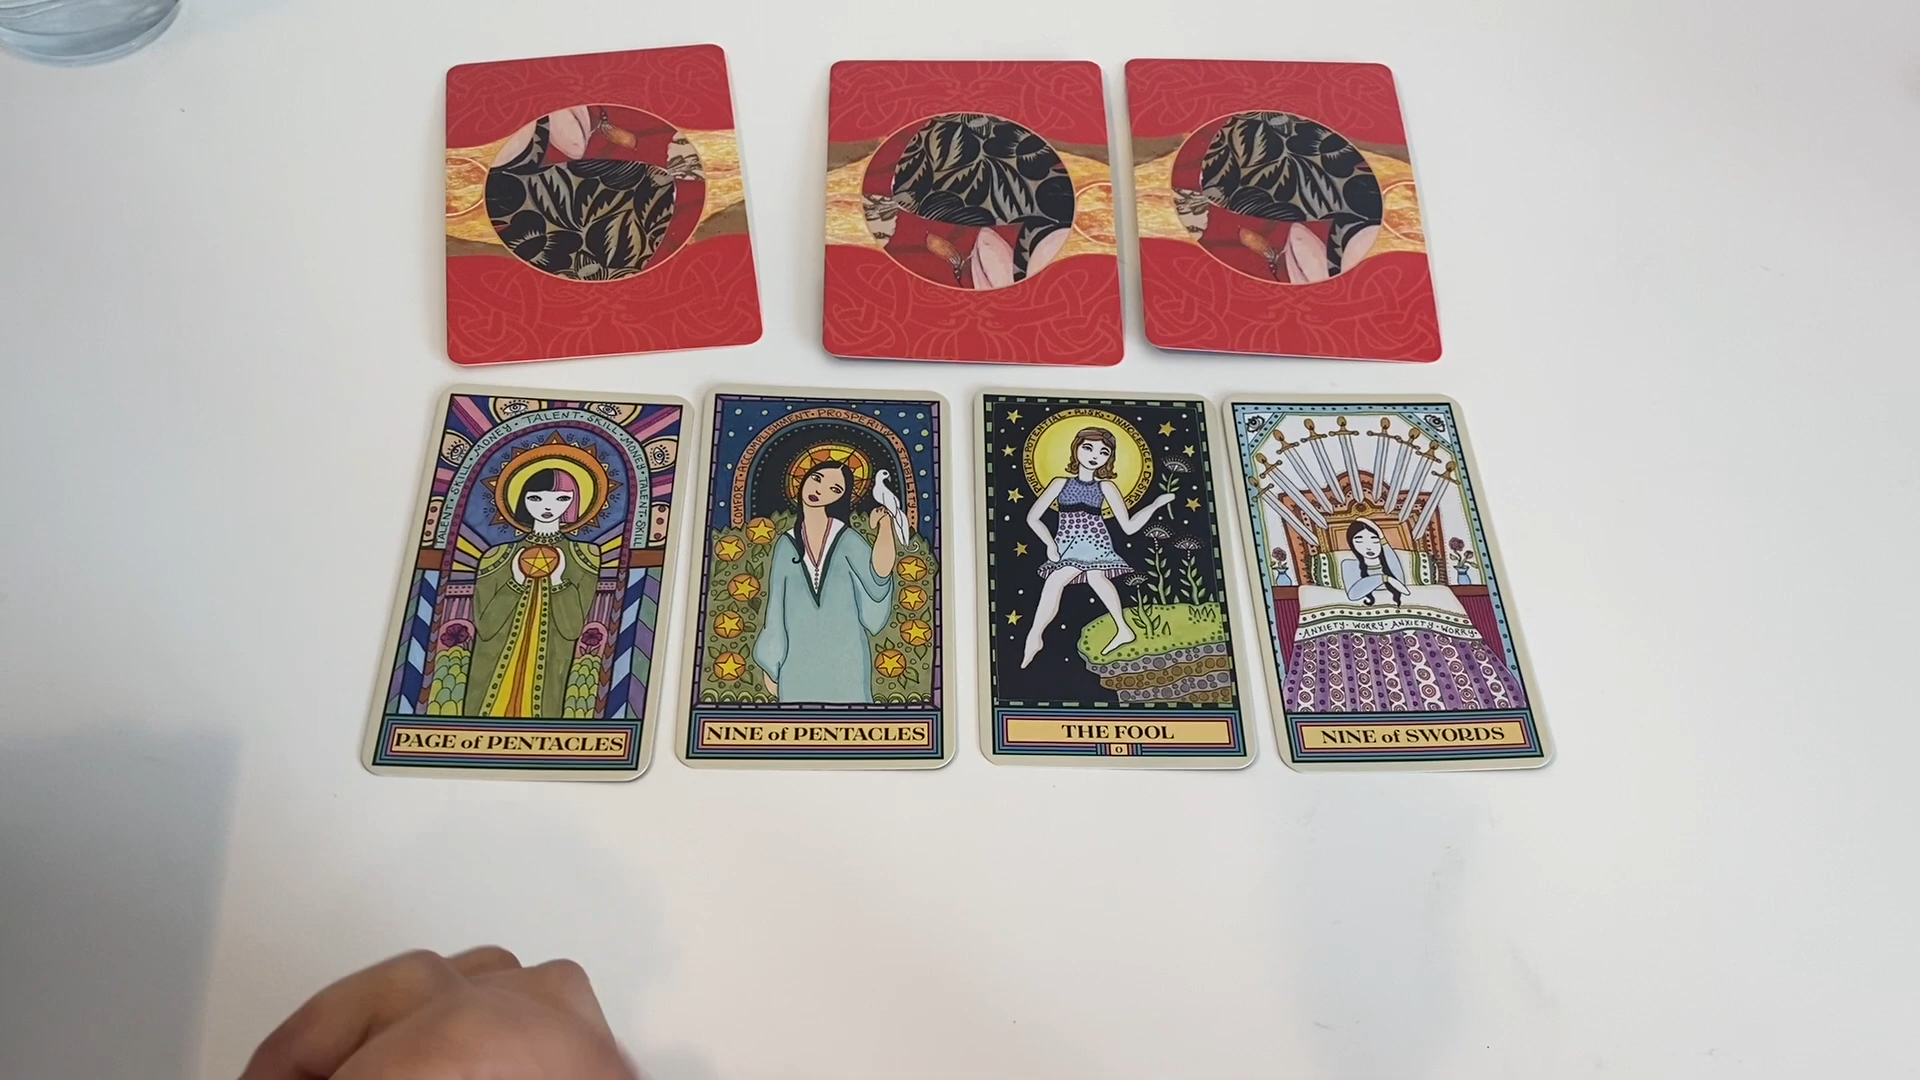 TALENT · SKILL · MONEY · TALENT · SKILL · MONEY · TALENT · SKILL
PAGE of PENTACLES
COMFORT · ACCOMPLISHMENT · PROSPERITY · STABILITY ·
NINE of PENTACLES
PURITY · POTENTIAL · RISK · INNOCENCE · DESIRE
THE FOOL
0
· ANXIETY · WORRY · ANXIETY · WORRY ·
NINE of SWORDS